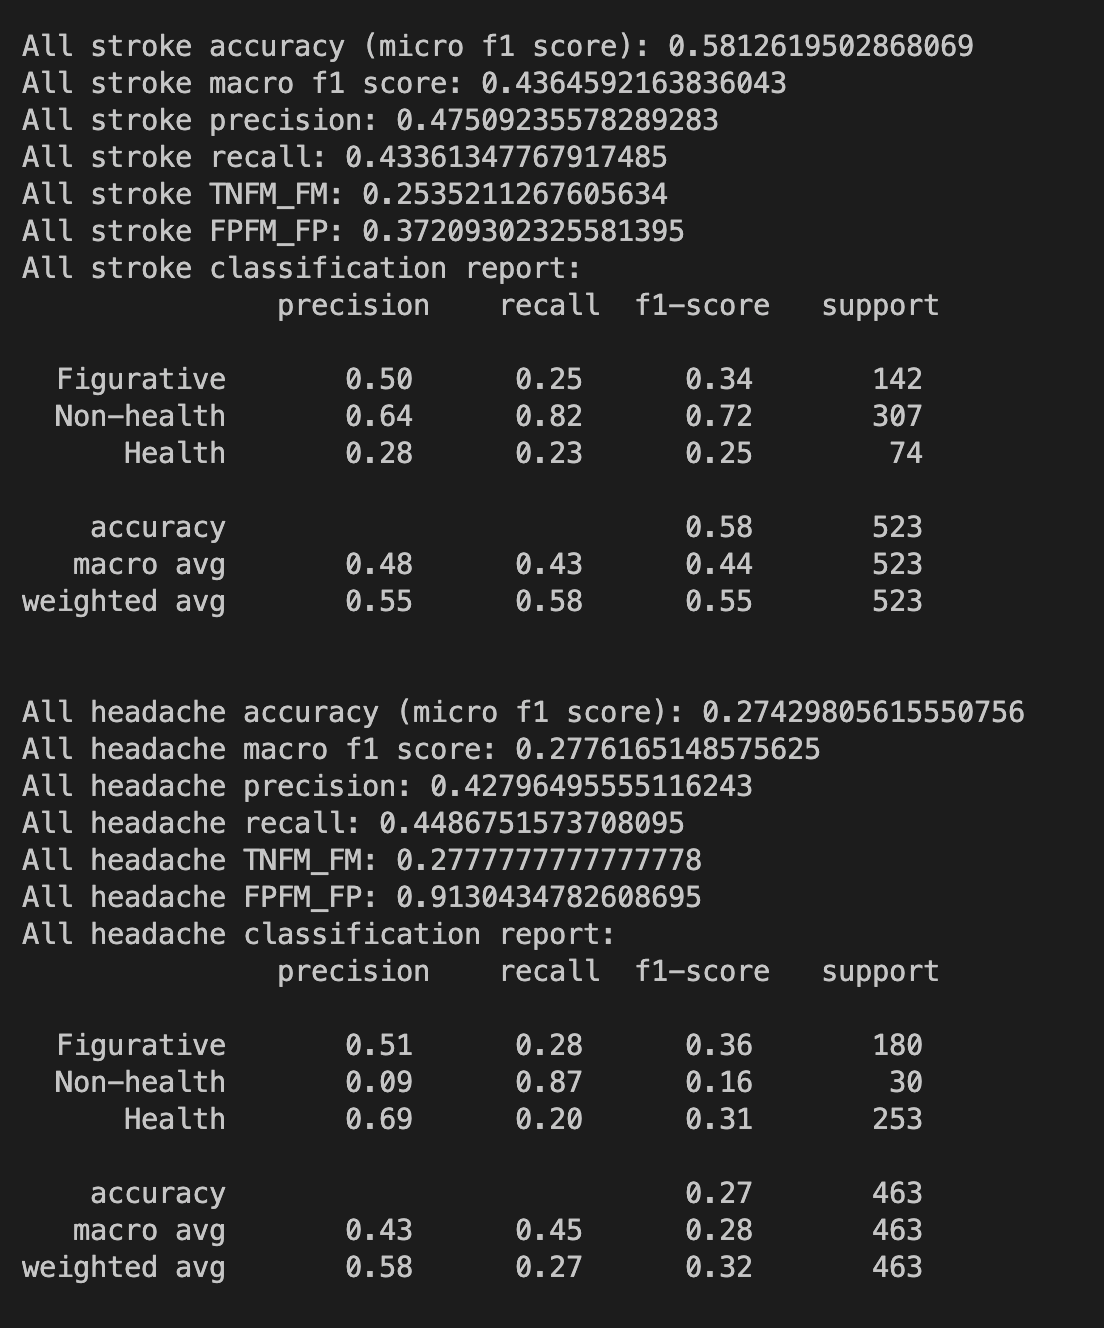 All stroke accuracy (micro f1 score): 0.5812619502868069
All stroke macro f1 score: 0.4364592163836043
All stroke precision: 0.47509235578289283
All stroke recall: 0.43361347767917485
All stroke TNFM_FM: 0.2535211267605634
All stroke FPFM_FP: 0.37209302325581395
All stroke classification report:
precision recall f1-score support
Figurative 0.50 0.25 0.34 142
Non-health 0.64 0.82 0.72 307
Health 0.28 0.23 0.25 74
accuracy 0.58 523
macro avg 0.48 0.43 0.44 523
weighted avg 0.55 0.58 0.55 523
All headache accuracy (micro f1 score): 0.27429805615550756
All headache macro f1 score: 0.2776165148575625
All headache precision: 0.42796495555116243
All headache recall: 0.4486751573708095
All headache TNFM_FM: 0.2777777777777778
All headache FPFM_FP: 0.9130434782608695
All headache classification report:
precision recall f1-score support
Figurative 0.51 0.28 0.36 180
Non-health 0.09 0.87 0.16 30
Health 0.69 0.20 0.31 253
accuracy 0.27 463
macro avg 0.43 0.45 0.28 463
weighted avg 0.58 0.27 0.32 463